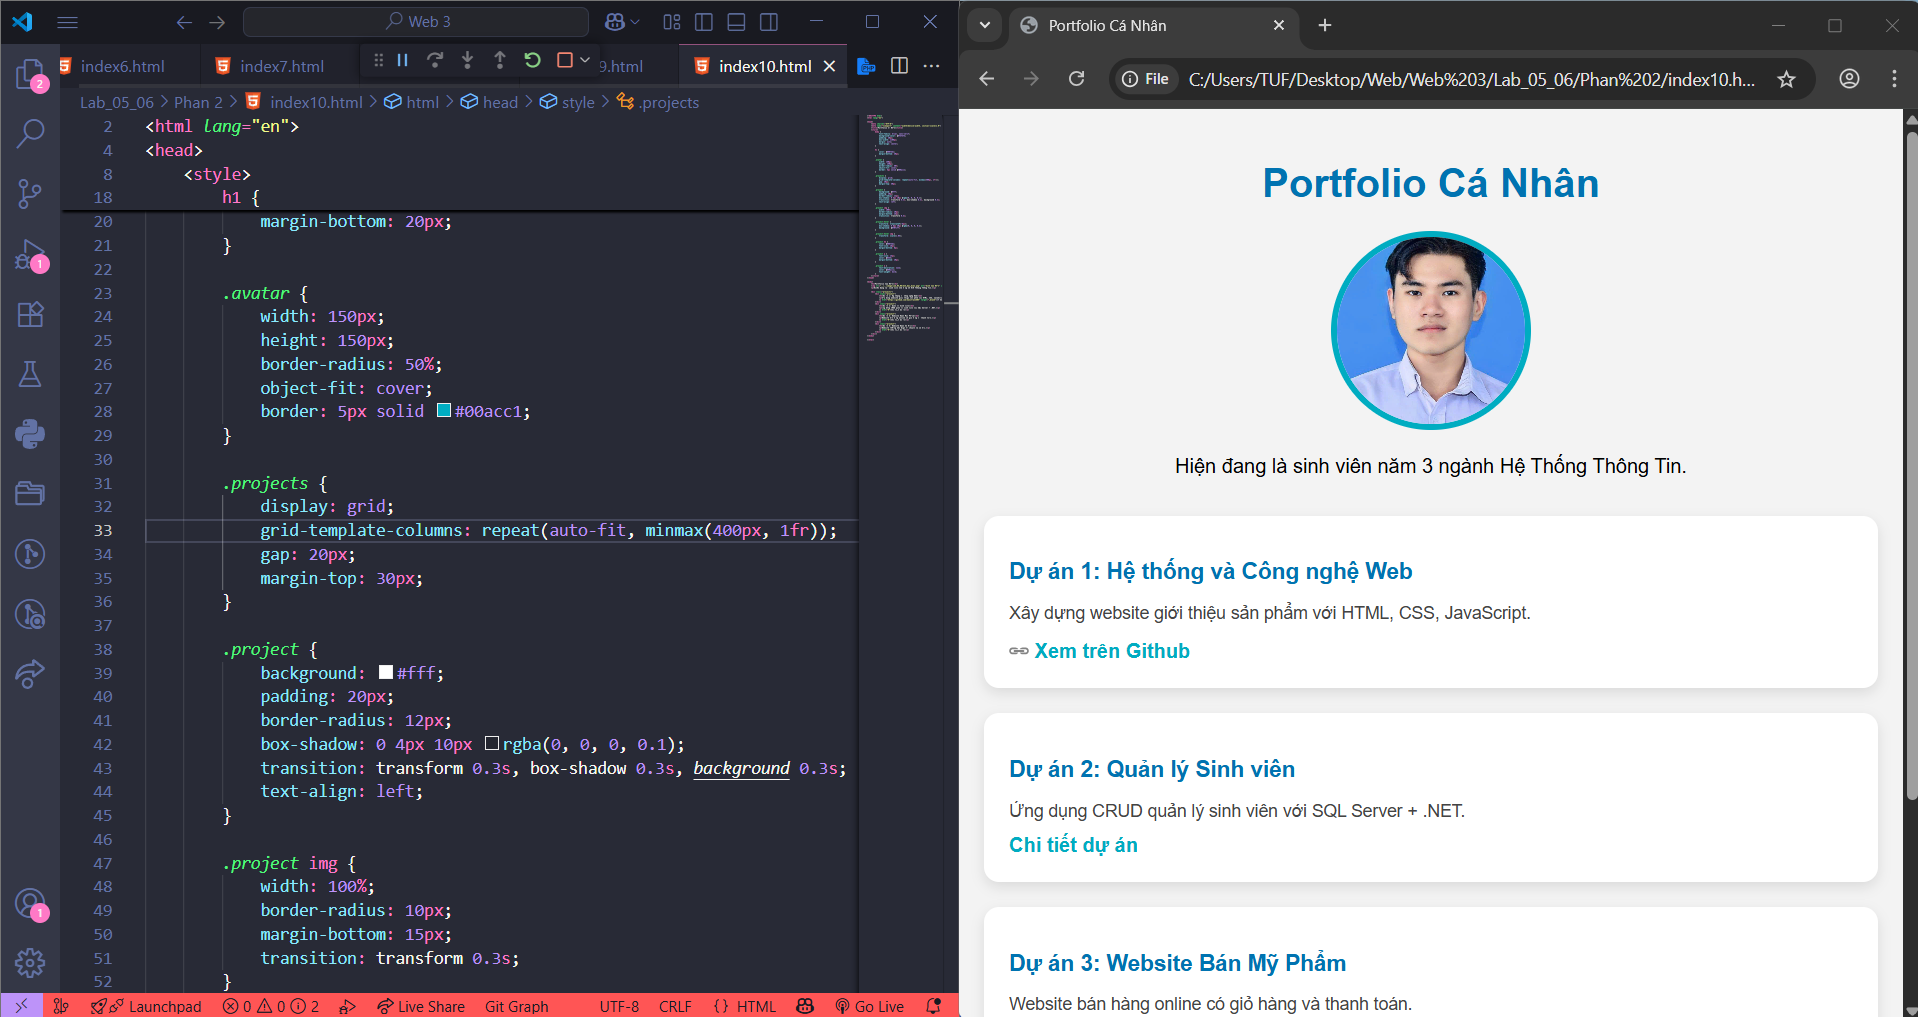 Web 3
index6.html
index7.html
9.html
index10.html
Lab_05_06 > Phan 2 > index10.html > html > head > style > .projects
2 <html lang="en">
4 <head>
8 <style>
18 h1 {
20 margin-bottom: 20px;
21 }
22
23 .avatar {
24 width: 150px;
25 height: 150px;
26 border-radius: 50%;
27 object-fit: cover;
28 border: 5px solid #00acc1;
29 }
30
31 .projects {
32 display: grid;
33 grid-template-columns: repeat(auto-fit, minmax(400px, 1fr));
34 gap: 20px;
35 margin-top: 30px;
36 }
37
38 .project {
39 background: #fff;
40 padding: 20px;
41 border-radius: 12px;
42 box-shadow: 0 4px 10px rgba(0, 0, 0, 0.1);
43 transition: transform 0.3s, box-shadow 0.3s, background 0.3s;
44 text-align: left;
45 }
46
47 .project img {
48 width: 100%;
49 border-radius: 10px;
50 margin-bottom: 15px;
51 transition: transform 0.3s;
52 }
2
1
1
Launchpad 0 0 2 Live Share Git Graph UTF-8 CRLF {} HTML Go Live
Portfolio Cá Nhân
File C:/Users/TUF/Desktop/Web/Web%203/Lab_05_06/Phan%202/index10.h...
Portfolio Cá Nhân
Hiện đang là sinh viên năm 3 ngành Hệ Thống Thông Tin.
Dự án 1: Hệ thống và Công nghệ Web
Xây dựng website giới thiệu sản phẩm với HTML, CSS, JavaScript.
Xem trên Github
Dự án 2: Quản lý Sinh viên
Ứng dụng CRUD quản lý sinh viên với SQL Server + .NET.
Chi tiết dự án
Dự án 3: Website Bán Mỹ Phẩm
Website bán hàng online có giỏ hàng và thanh toán.